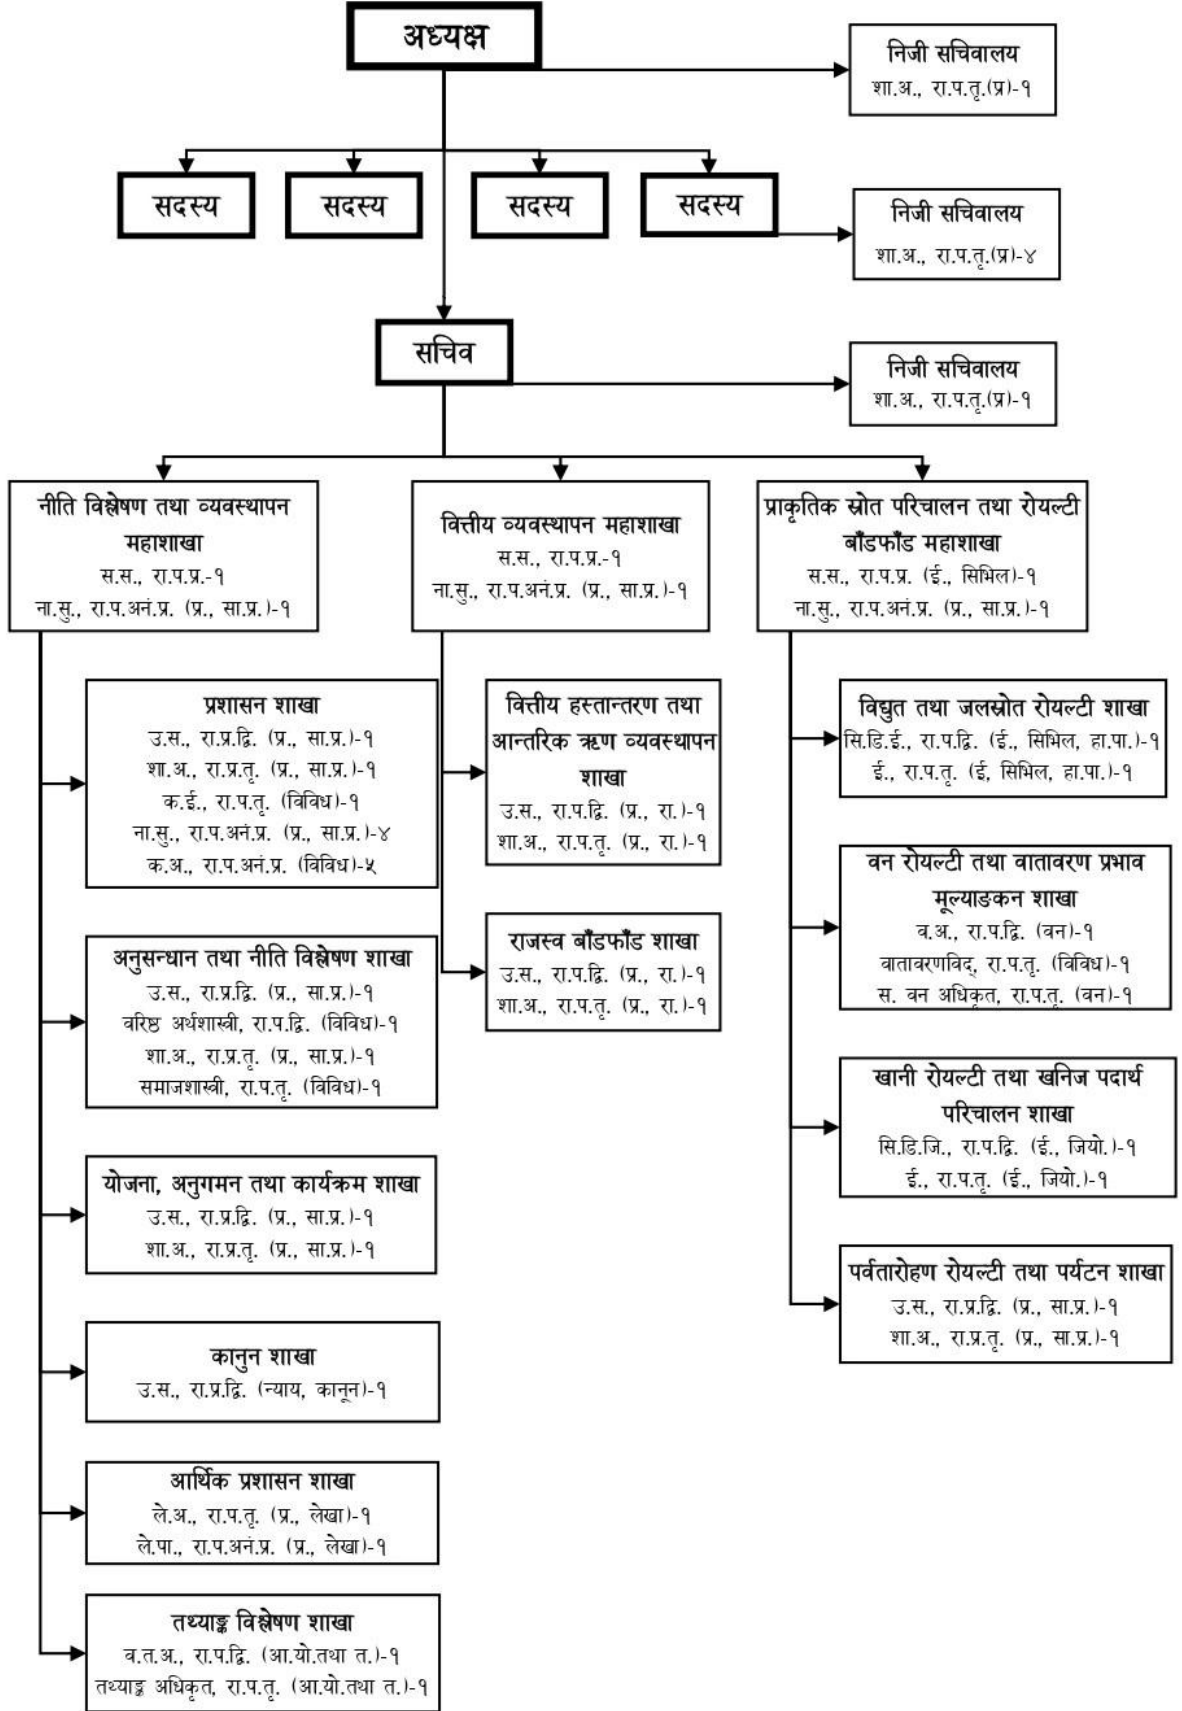 अध्यक्ष
निजी सचिवालय
शा.अ., रा.प.तृ.(प्र)-१
सदस्य
सदस्य
सदस्य
सदस्य
निजी सचिवालय
शा.अ., रा.प.तृ.(प्र)-४
सचिव
निजी सचिवालय
शा.अ., रा.प.तृ.(प्र)-१
नीति विश्लेषण तथा व्यवस्थापन
महाशाखा
स.स., रा.प.प्र.-१
ना.सु., रा.प.अनं.प्र. (प्र., सा.प्र.)-१
प्रशासन शाखा
उ.स., रा.प्र.द्वि. (प्र., सा.प्र.)-१
शा.अ., रा.प्र.तृ. (प्र., सा.प्र.)-१
क.ई., रा.प.तृ. (विविध)-१
ना.सु., रा.प.अनं.प्र. (प्र., सा.प्र.)-४
क.अ., रा.प.अनं.प्र. (विविध)-५
अनुसन्धान तथा नीति विश्लेषण शाखा
उ.स., रा.प्र.द्वि. (प्र., सा.प्र.)-१
वरिष्ठ अर्थशास्त्री, रा.प.द्वि. (विविध)-१
शा.अ., रा.प्र.तृ. (प्र., सा.प्र.)-१
समाजशास्त्री, रा.प.तृ. (विविध)-१
योजना, अनुगमन तथा कार्यक्रम शाखा
उ.स., रा.प्र.द्वि. (प्र., सा.प्र.)-१
शा.अ., रा.प्र.तृ. (प्र., सा.प्र.)-१
कानुन शाखा
उ.स., रा.प्र.द्वि. (न्याय, कानून)-१
आर्थिक प्रशासन शाखा
ले.अ., रा.प.तृ. (प्र., लेखा)-१
ले.पा., रा.प.अनं.प्र. (प्र., लेखा)-१
तथ्याङ्क विश्लेषण शाखा
व.त.अ., रा.प.द्वि. (आ.यो.तथा त.)-१
तथ्याङ्क अधिकृत, रा.प.तृ. (आ.यो.तथा त.)-१
वित्तीय व्यवस्थापन महाशाखा
स.स., रा.प.प्र.-१
ना.सु., रा.प.अनं.प्र. (प्र., सा.प्र.)-१
वित्तीय हस्तान्तरण तथा
आन्तरिक ऋण व्यवस्थापन
शाखा
उ.स., रा.प.द्वि. (प्र., रा.)-१
शा.अ., रा.प.तृ. (प्र., रा.)-१
राजस्व बाँडफाँड शाखा
उ.स., रा.प.द्वि. (प्र., रा.)-१
शा.अ., रा.प.तृ. (प्र., रा.)-१
प्राकृतिक स्रोत परिचालन तथा रोयल्टी
बाँडफाँड महाशाखा
स.स., रा.प.प्र. (ई., सिभिल)-१
ना.सु., रा.प.अनं.प्र. (प्र., सा.प्र.)-१
विद्युत तथा जलस्रोत रोयल्टी शाखा
सि.डि.ई., रा.प.द्वि. (ई., सिभिल, हा.पा.)-१
ई., रा.प.तृ. (ई, सिभिल, हा.पा.)-१
वन रोयल्टी तथा वातावरण प्रभाव
मूल्याङकन शाखा
व.अ., रा.प.द्वि. (वन)-१
वातावरणविद्, रा.प.तृ. (विविध)-१
स. वन अधिकृत, रा.प.तृ. (वन)-१
खानी रोयल्टी तथा खनिज पदार्थ
परिचालन शाखा
सि.डि.जि., रा.प.द्वि. (ई., जियो.)-१
ई., रा.प.तृ. (ई., जियो.)-१
पर्वतारोहण रोयल्टी तथा पर्यटन शाखा
उ.स., रा.प्र.द्वि. (प्र., सा.प्र.)-१
शा.अ., रा.प्र.तृ. (प्र., सा.प्र.)-१